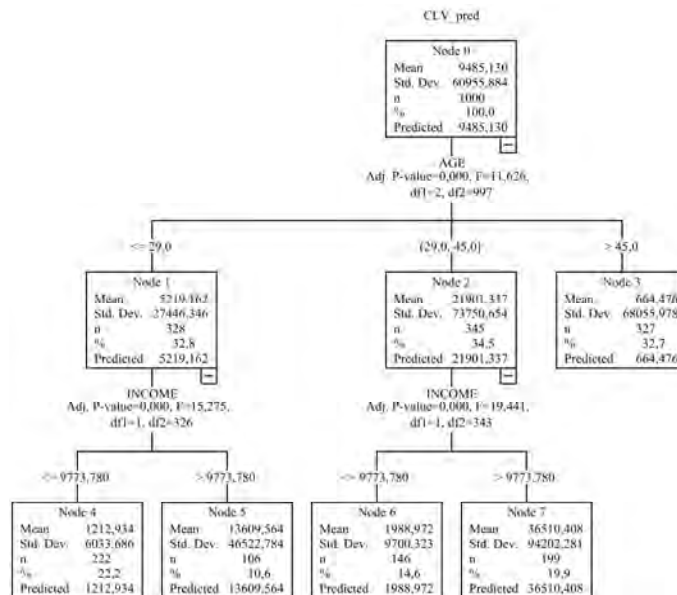 CLV_pred
Node 0
Mean 9485,130
Std. Dev. 60955,884
n 1000
% 100,0
Predicted 9485,130
AGE
Adj. P-value=0,000, F=11,626,
df1=2, df2=997
<= 29,0
(29,0, 45,0]
> 45,0
Node 1
Mean 5219,162
Std. Dev. 27446,346
n 328
% 32,8
Predicted 5219,162
Node 2
Mean 21901,337
Std. Dev. 73750,654
n 345
% 34,5
Predicted 21901,337
Node 3
Mean 664,476
Std. Dev. 68055,978
n 327
% 32,7
Predicted 664,476
INCOME
Adj. P-value=0,000, F=15,275,
df1=1, df2=326
INCOME
Adj. P-value=0,000, F=19,441,
df1=1, df2=343
<= 9773,780
> 9773,780
<= 9773,780
> 9773,780
Node 4
Mean 1212,934
Std. Dev. 6033,686
n 222
% 22,2
Predicted 1212,934
Node 5
Mean 13609,564
Std. Dev. 46522,784
n 106
% 10,6
Predicted 13609,564
Node 6
Mean 1988,972
Std. Dev. 9700,323
n 146
% 14,6
Predicted 1988,972
Node 7
Mean 36510,408
Std. Dev. 94202,281
n 199
% 19,9
Predicted 36510,408